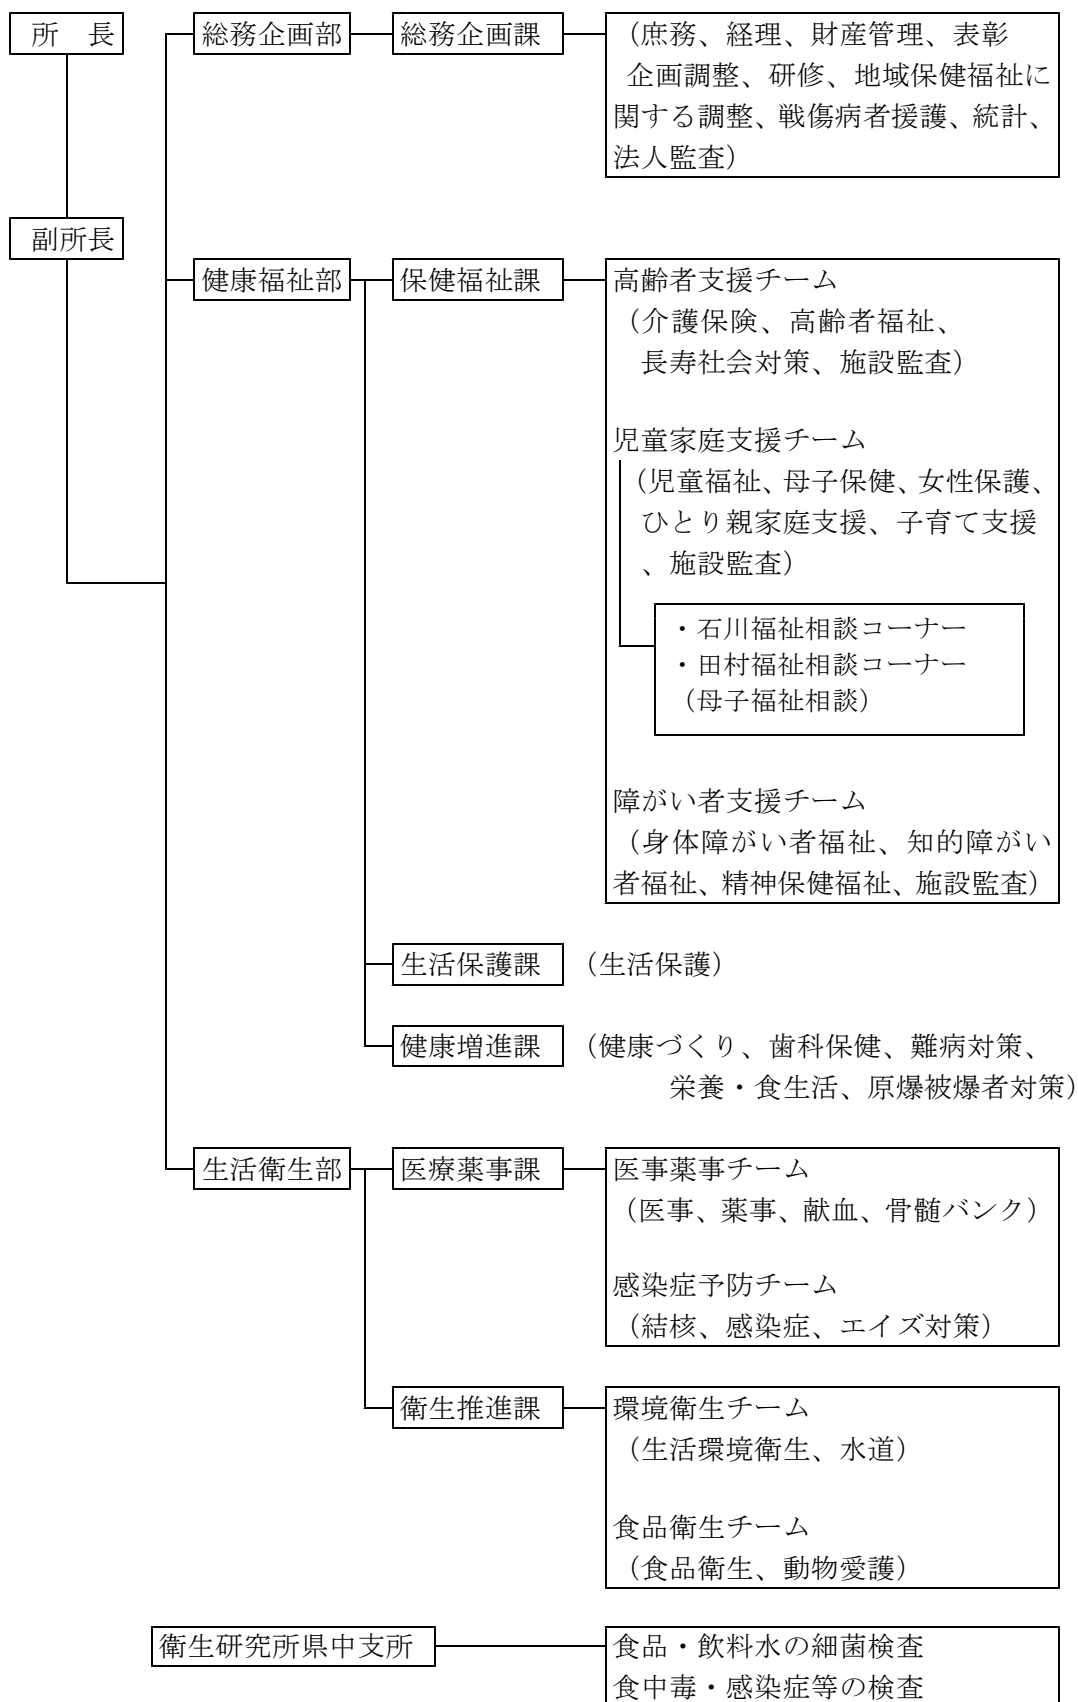 所　長
総務企画部
総務企画課
（庶務、経理、財産管理、表彰
企画調整、研修、地域保健福祉に
関する調整、戦傷病者援護、統計、
法人監査）
副所長
健康福祉部
保健福祉課
高齢者支援チーム
（介護保険、高齢者福祉、
長寿社会対策、施設監査）
児童家庭支援チーム
（児童福祉、母子保健、女性保護、
ひとり親家庭支援、子育て支援
、施設監査）
・石川福祉相談コーナー
・田村福祉相談コーナー
（母子福祉相談）
障がい者支援チーム
（身体障がい者福祉、知的障がい
者福祉、精神保健福祉、施設監査）
生活保護課
（生活保護）
健康増進課
（健康づくり、歯科保健、難病対策、
栄養・食生活、原爆被爆者対策）
生活衛生部
医療薬事課
医事薬事チーム
（医事、薬事、献血、骨髄バンク）
感染症予防チーム
（結核、感染症、エイズ対策）
衛生推進課
環境衛生チーム
（生活環境衛生、水道）
食品衛生チーム
（食品衛生、動物愛護）
衛生研究所県中支所
食品・飲料水の細菌検査
食中毒・感染症等の検査